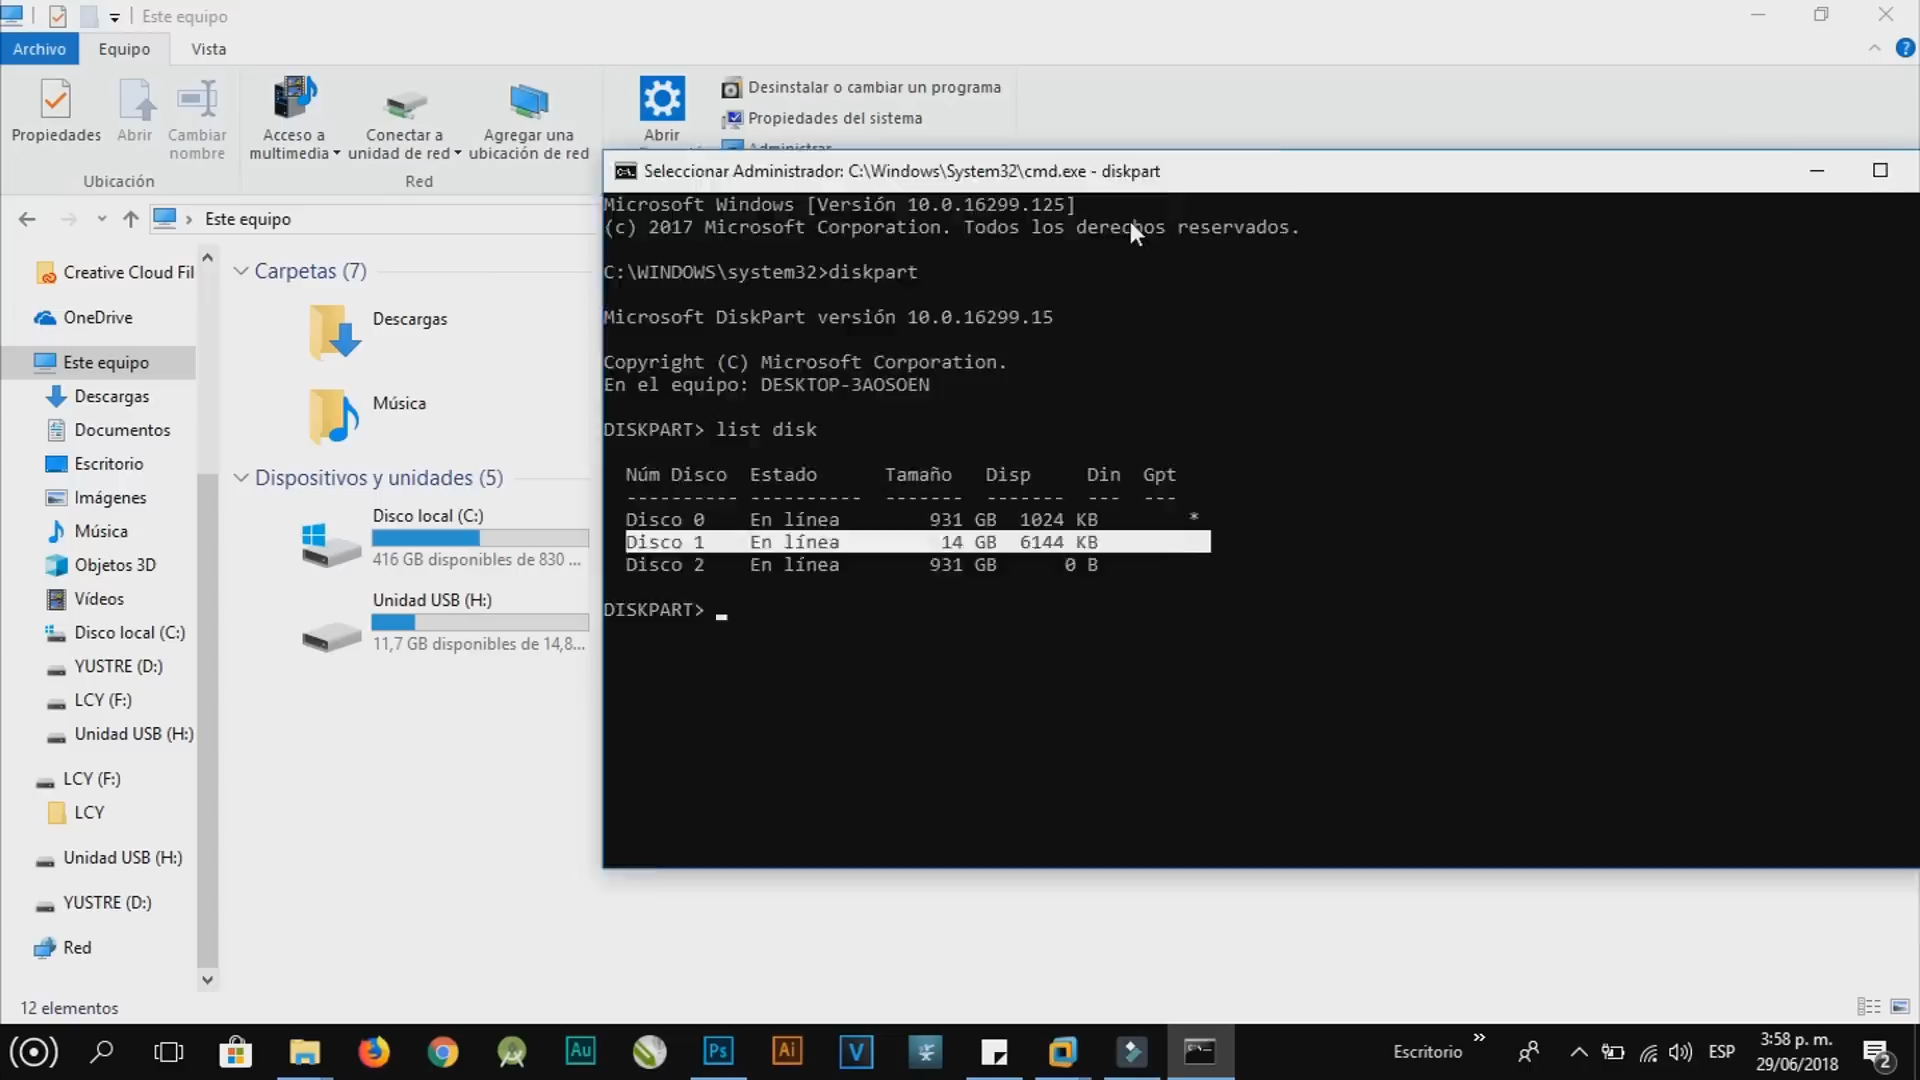 Este equipo
Archivo
Equipo
Vista
Propiedades
Abrir
Cambiar
nombre
Ubicación
Acceso a
multimedia
Conectar a
unidad de red
Agregar una
ubicación de red
Red
Abrir
Desinstalar o cambiar un programa
Propiedades del sistema
Administrar
Este equipo
Creative Cloud Fil
OneDrive
Este equipo
Descargas
Documentos
Escritorio
Imágenes
Música
Objetos 3D
Vídeos
Disco local (C:)
YUSTRE (D:)
LCY (F:)
Unidad USB (H:)
LCY (F:)
LCY
Unidad USB (H:)
YUSTRE (D:)
Red
12 elementos
Carpetas (7)
Descargas
Música
Dispositivos y unidades (5)
Disco local (C:)
416 GB disponibles de 830 ...
Unidad USB (H:)
11,7 GB disponibles de 14,8...
Seleccionar Administrador: C:\Windows\System32\cmd.exe - diskpart
Microsoft Windows [Versión 10.0.16299.125]
(c) 2017 Microsoft Corporation. Todos los derechos reservados.
C:\WINDOWS\system32>diskpart
Microsoft DiskPart versión 10.0.16299.15
Copyright (C) Microsoft Corporation.
En el equipo: DESKTOP-3AOSOEN
DISKPART> list disk
Núm Disco  Estado      Tamaño   Disp     Din  Gpt
---------- ----------  -------  -------  ---  ---
Disco 0    En línea        931 GB  1024 KB        *
Disco 1    En línea         14 GB  6144 KB
Disco 2    En línea        931 GB      0 B
DISKPART> _
Au
Ps
Ai
V
Escritorio
»
ESP
3:58 p. m.
29/06/2018
2